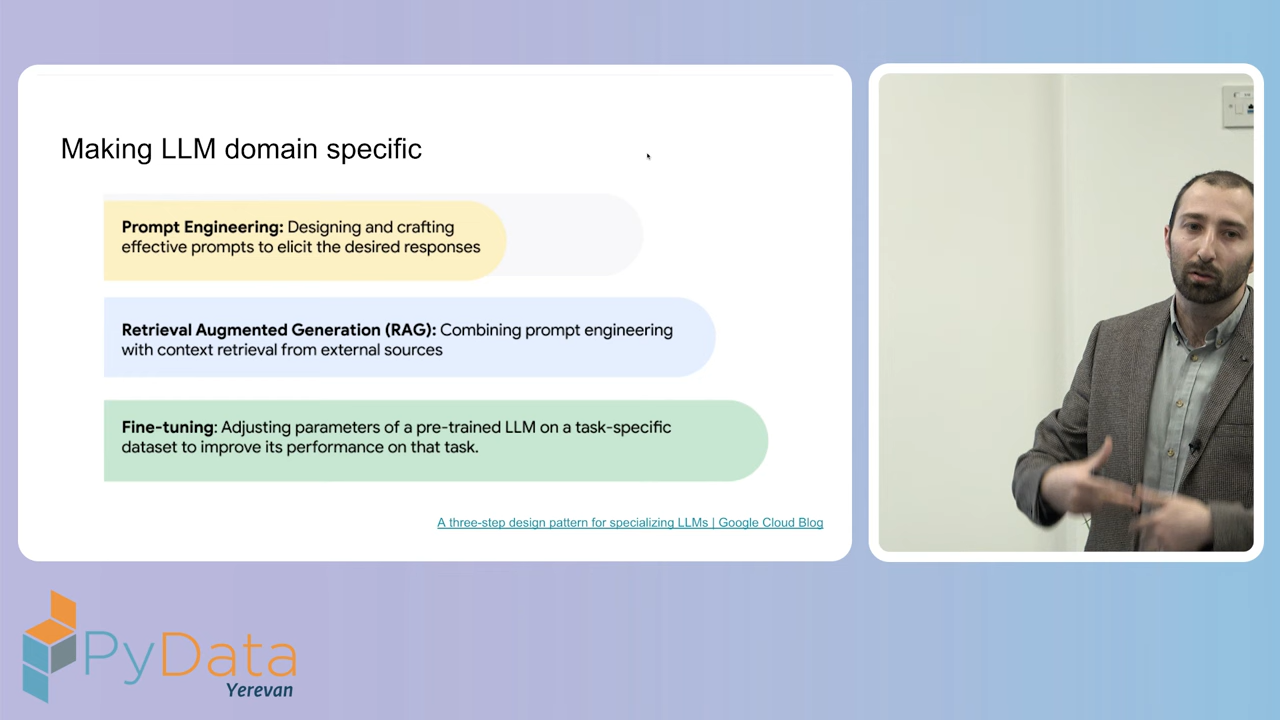 Making LLM domain specific
Prompt Engineering: Designing and crafting
effective prompts to elicit the desired responses
Retrieval Augmented Generation (RAG): Combining prompt engineering
with context retrieval from external sources
Fine-tuning: Adjusting parameters of a pre-trained LLM on a task-specific
dataset to improve its performance on that task.
A three-step design pattern for specializing LLMs | Google Cloud Blog
PyData
Yerevan